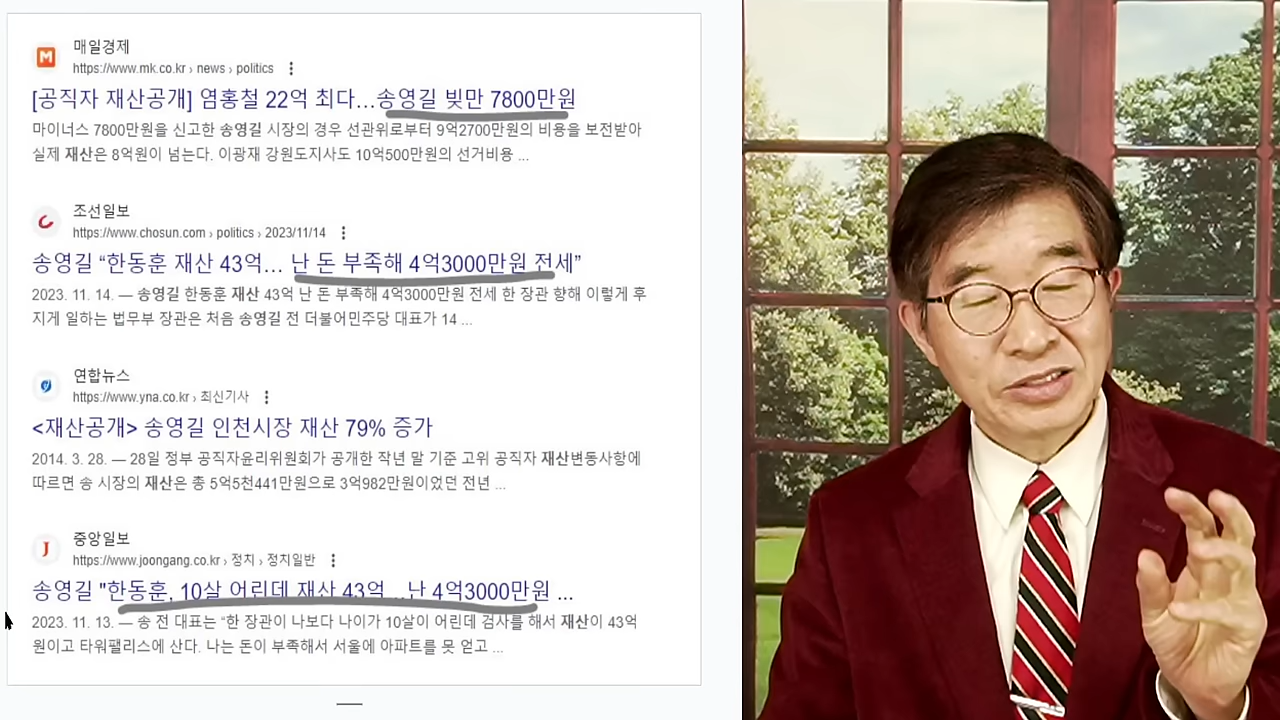 매일경제
https://www.mk.co.kr › news › politics
[공직자 재산공개] 염홍철 22억 최다…송영길 빚만 7800만원
마이너스 7800만원을 신고한 송영길 시장의 경우 선관위로부터 9억2700만원의 비용을 보전받아
실제 재산은 8억원이 넘는다. 이광재 강원도지사도 10억500만원의 선거비용 ...
조선일보
https://www.chosun.com › politics › 2023/11/14
송영길 “한동훈 재산 43억… 난 돈 부족해 4억3000만원 전세”
2023. 11. 14. — 송영길 한동훈 재산 43억 난 돈 부족해 4억3000만원 전세 한 장관 향해 이렇게 후
지게 일하는 법무부 장관은 처음 송영길 전 더불어민주당 대표가 14 ...
연합뉴스
https://www.yna.co.kr › 최신기사
<재산공개> 송영길 인천시장 재산 79% 증가
2014. 3. 28. — 28일 정부 공직자윤리위원회가 공개한 작년 말 기준 고위 공직자 재산변동사항에
따르면 송 시장의 재산은 총 5억5천441만원으로 3억982만원이었던 전년 ...
중앙일보
https://www.joongang.co.kr › 정치 › 정치일반
송영길 "한동훈, 10살 어린데 재산 43억…난 4억3000만원 ...
2023. 11. 13. — 송 전 대표는 “한 장관이 나보다 나이가 10살이 어린데 검사를 해서 재산이 43억
원이고 타워팰리스에 산다. 나는 돈이 부족해서 서울에 아파트를 못 얻고 ...